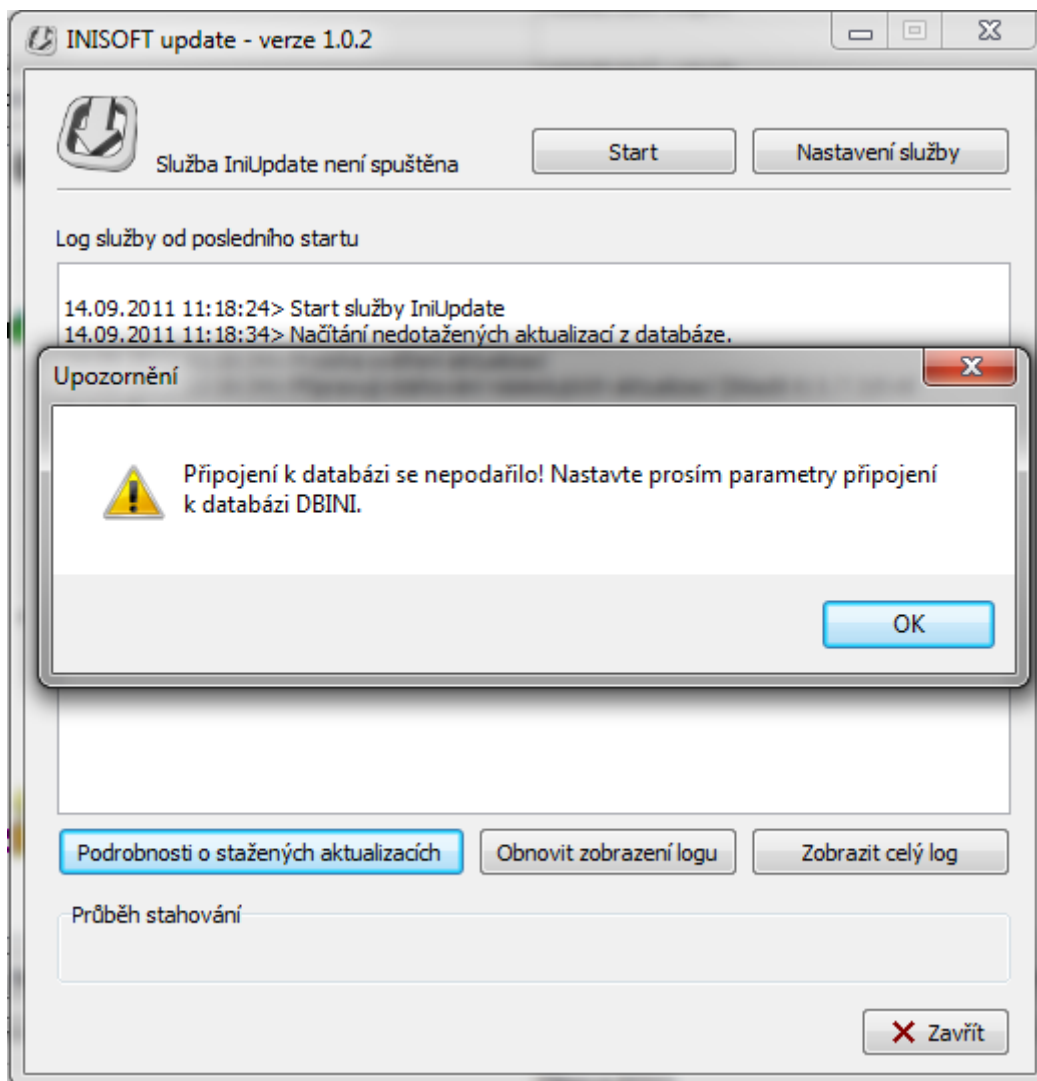 INISOFT update - verze 1.0.2
Služba IniUpdate není spuštěna
Start
Nastavení služby
Log služby od posledního startu
14.09.2011 11:18:24> Start služby IniUpdate
14.09.2011 11:18:34> Načítání nedotažených aktualizací z databáze.
Upozornění
Připojení k databázi se nepodařilo! Nastavte prosím parametry připojení
k databázi DBINI.
OK
Podrobnosti o stažených aktualizacích
Obnovit zobrazení logu
Zobrazit celý log
Průběh stahování
Zavřít